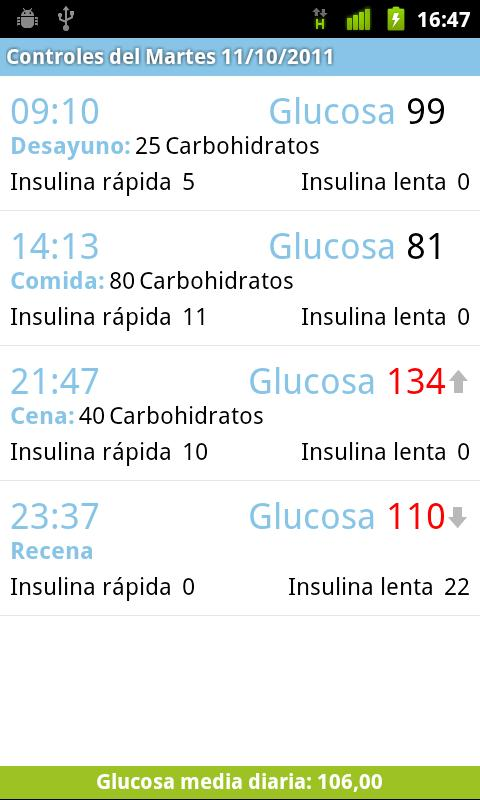 16:47
Controles del Martes 11/10/2011
09:10 Glucosa 99
Desayuno: 25 Carbohidratos
Insulina rápida 5 Insulina lenta 0
14:13 Glucosa 81
Comida: 80 Carbohidratos
Insulina rápida 11 Insulina lenta 0
21:47 Glucosa 134
Cena: 40 Carbohidratos
Insulina rápida 10 Insulina lenta 0
23:37 Glucosa 110
Recena
Insulina rápida 0 Insulina lenta 22
Glucosa media diaria: 106,00